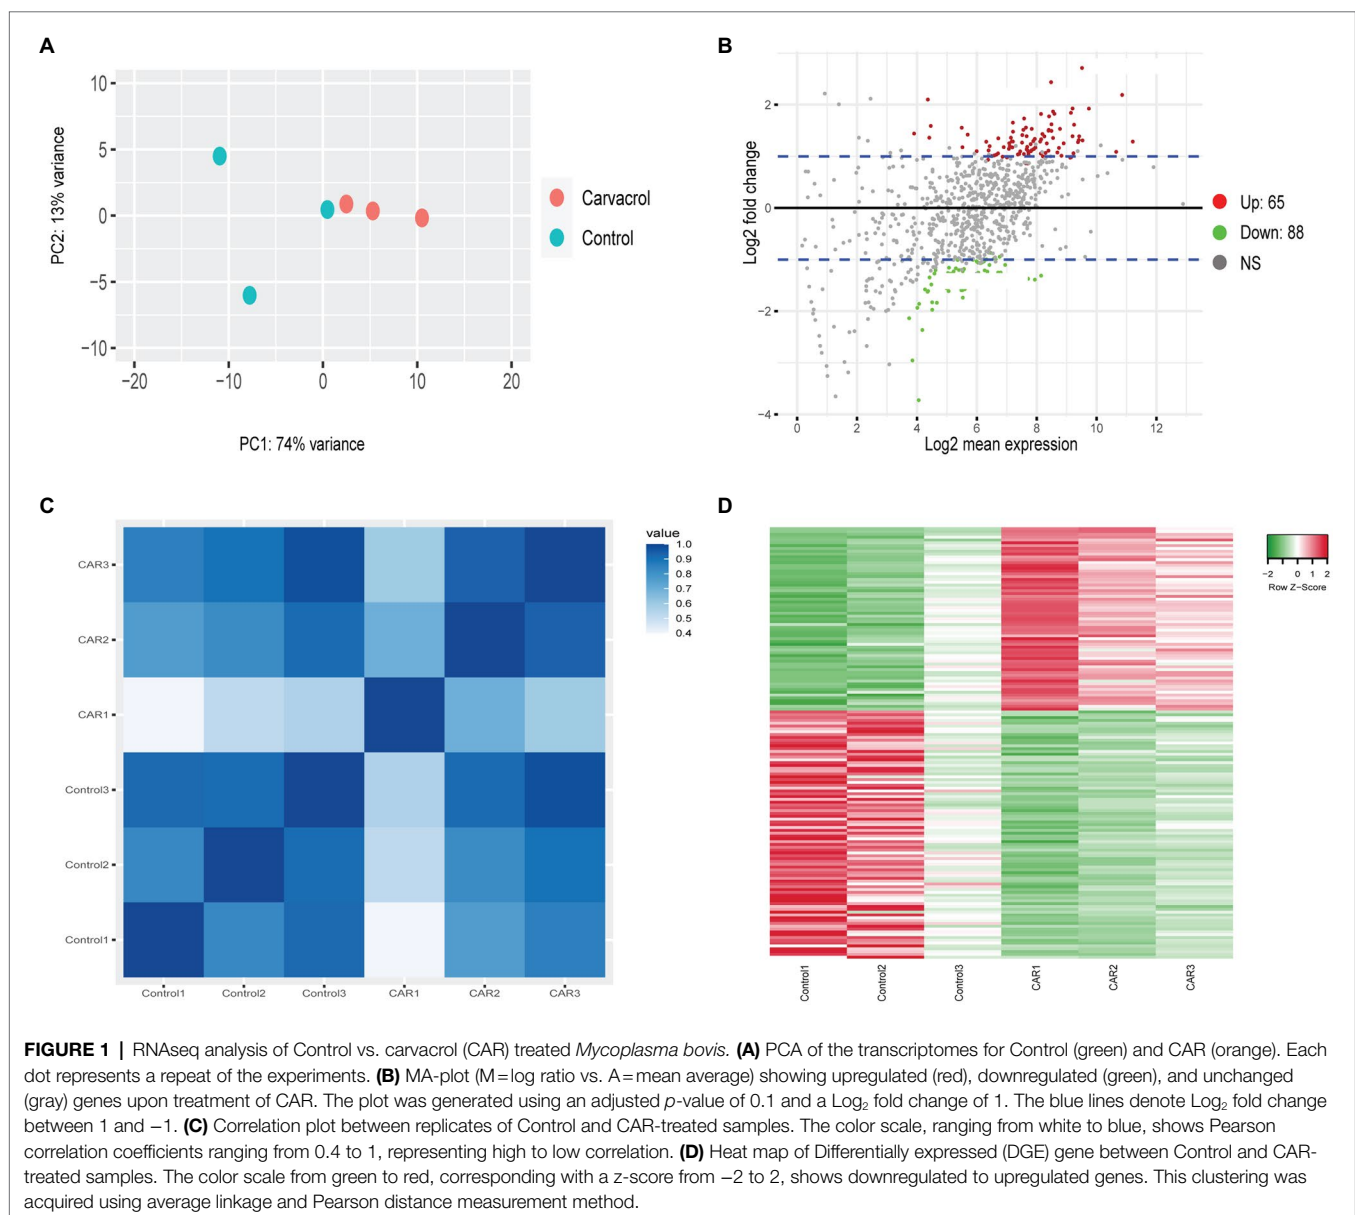 A
10
5
0
−5
−10
PC2: 13% variance
−20
−10
0
10
20
PC1: 74% variance
Carvacrol
Control
B
2
0
−2
−4
Log2 fold change
0
2
4
6
8
10
12
Log2 mean expression
Up: 65
Down: 88
NS
C
CAR3
CAR2
CAR1
Control3
Control2
Control1
Control1
Control2
Control3
CAR1
CAR2
CAR3
value
1.0
0.9
0.8
0.7
0.6
0.5
0.4
D
−2
0
2
Row Z−Score
Control1
Control2
Control3
CAR1
CAR2
CAR3
FIGURE 1 | RNAseq analysis of Control vs. carvacrol (CAR) treated Mycoplasma bovis. (A) PCA of the transcriptomes for Control (green) and CAR (orange). Each
dot represents a repeat of the experiments. (B) MA-plot (M=log ratio vs. A=mean average) showing upregulated (red), downregulated (green), and unchanged
(gray) genes upon treatment of CAR. The plot was generated using an adjusted p-value of 0.1 and a Log2 fold change of 1. The blue lines denote Log2 fold change
between 1 and −1. (C) Correlation plot between replicates of Control and CAR-treated samples. The color scale, ranging from white to blue, shows Pearson
correlation coefficients ranging from 0.4 to 1, representing high to low correlation. (D) Heat map of Differentially expressed (DGE) gene between Control and CAR-
treated samples. The color scale from green to red, corresponding with a z-score from −2 to 2, shows downregulated to upregulated genes. This clustering was
acquired using average linkage and Pearson distance measurement method.